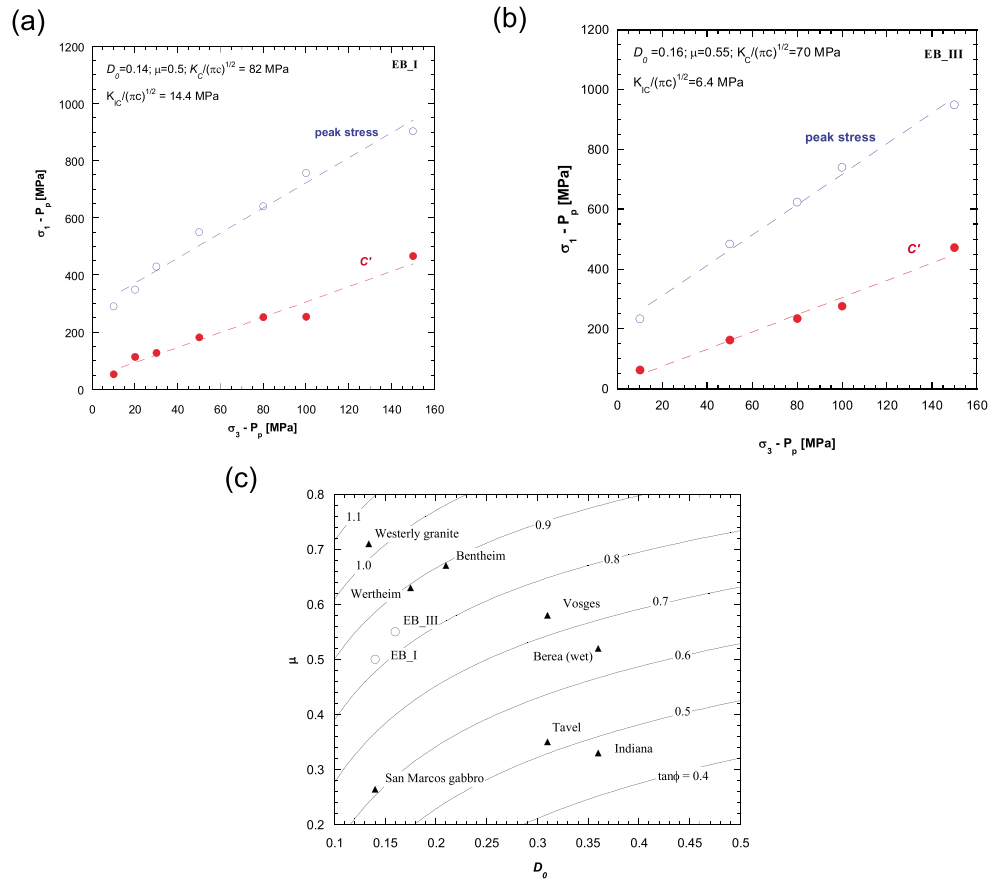 (a)
1200
1000
800
600
400
200
0
0 20 40 60 80 100 120 140 160
D0=0.14; μ=0.5; KC/(πc)1/2 = 82 MPa
EB_I
KIC/(πc)1/2 = 14.4 MPa
peak stress
C'
σ1 - Pp [MPa]
σ3 - Pp [MPa]
(b)
1200
1000
800
600
400
200
0
0 20 40 60 80 100 120 140 160
D0=0.16; μ=0.55; KC/(πc)1/2=70 MPa
EB_III
KIC/(πc)1/2=6.4 MPa
peak stress
C'
σ1 - Pp [MPa]
σ3 - Pp [MPa]
(c)
0.8
0.7
0.6
0.5
0.4
0.3
0.2
μ
1.1
Westerly granite
0.9
1.0
Bentheim
0.8
Wertheim
Vosges
0.7
EB_III
EB_I
Berea (wet)
0.6
Tavel
0.5
Indiana
San Marcos gabbro
tanϕ = 0.4
0.1 0.15 0.2 0.25 0.3 0.35 0.4 0.45 0.5
D0